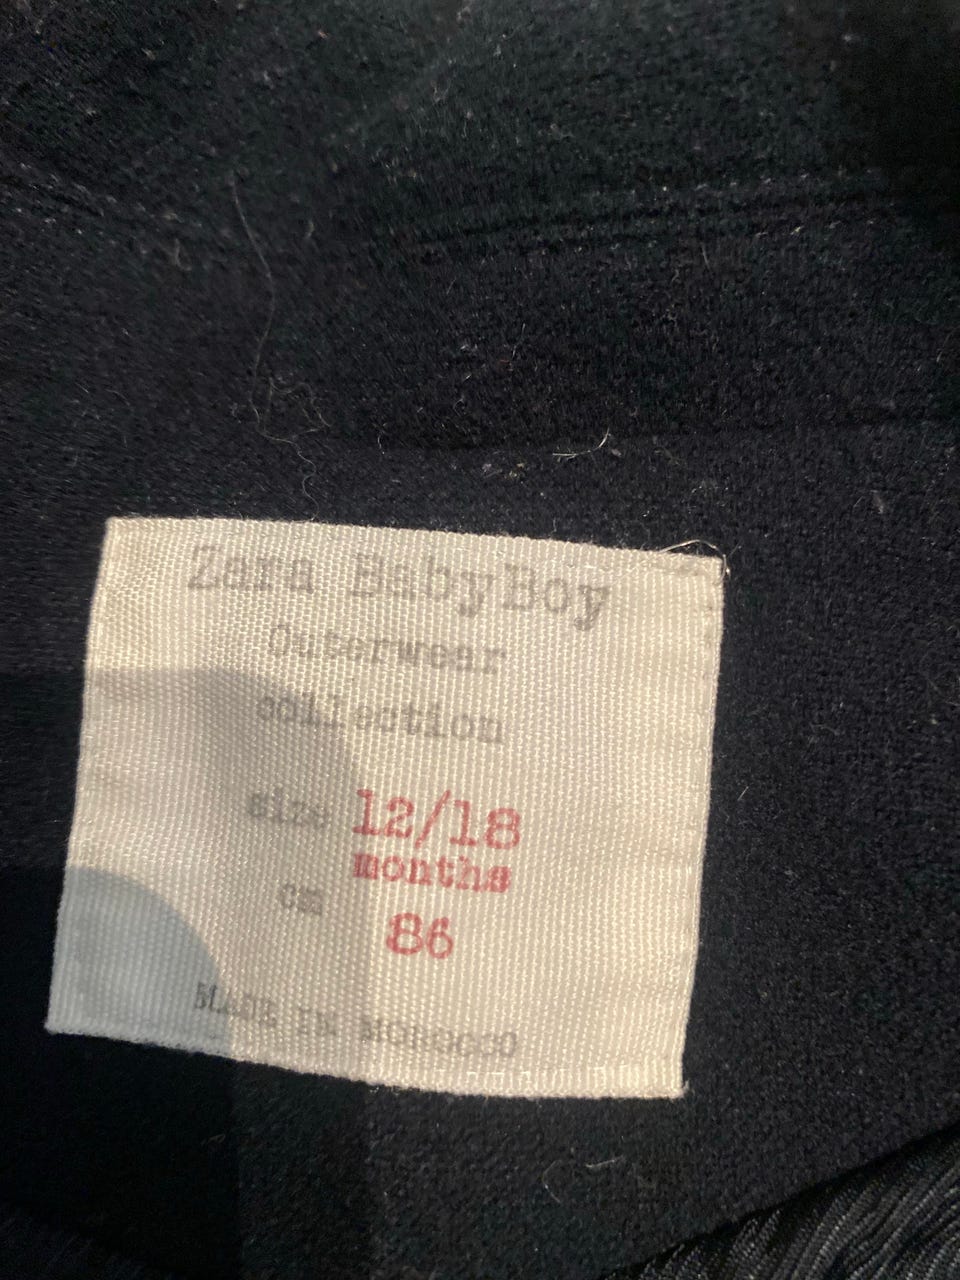 Zara BabyBoy
Outerwear
collection
size 12/18
months
cm 86
MADE IN MOROCCO